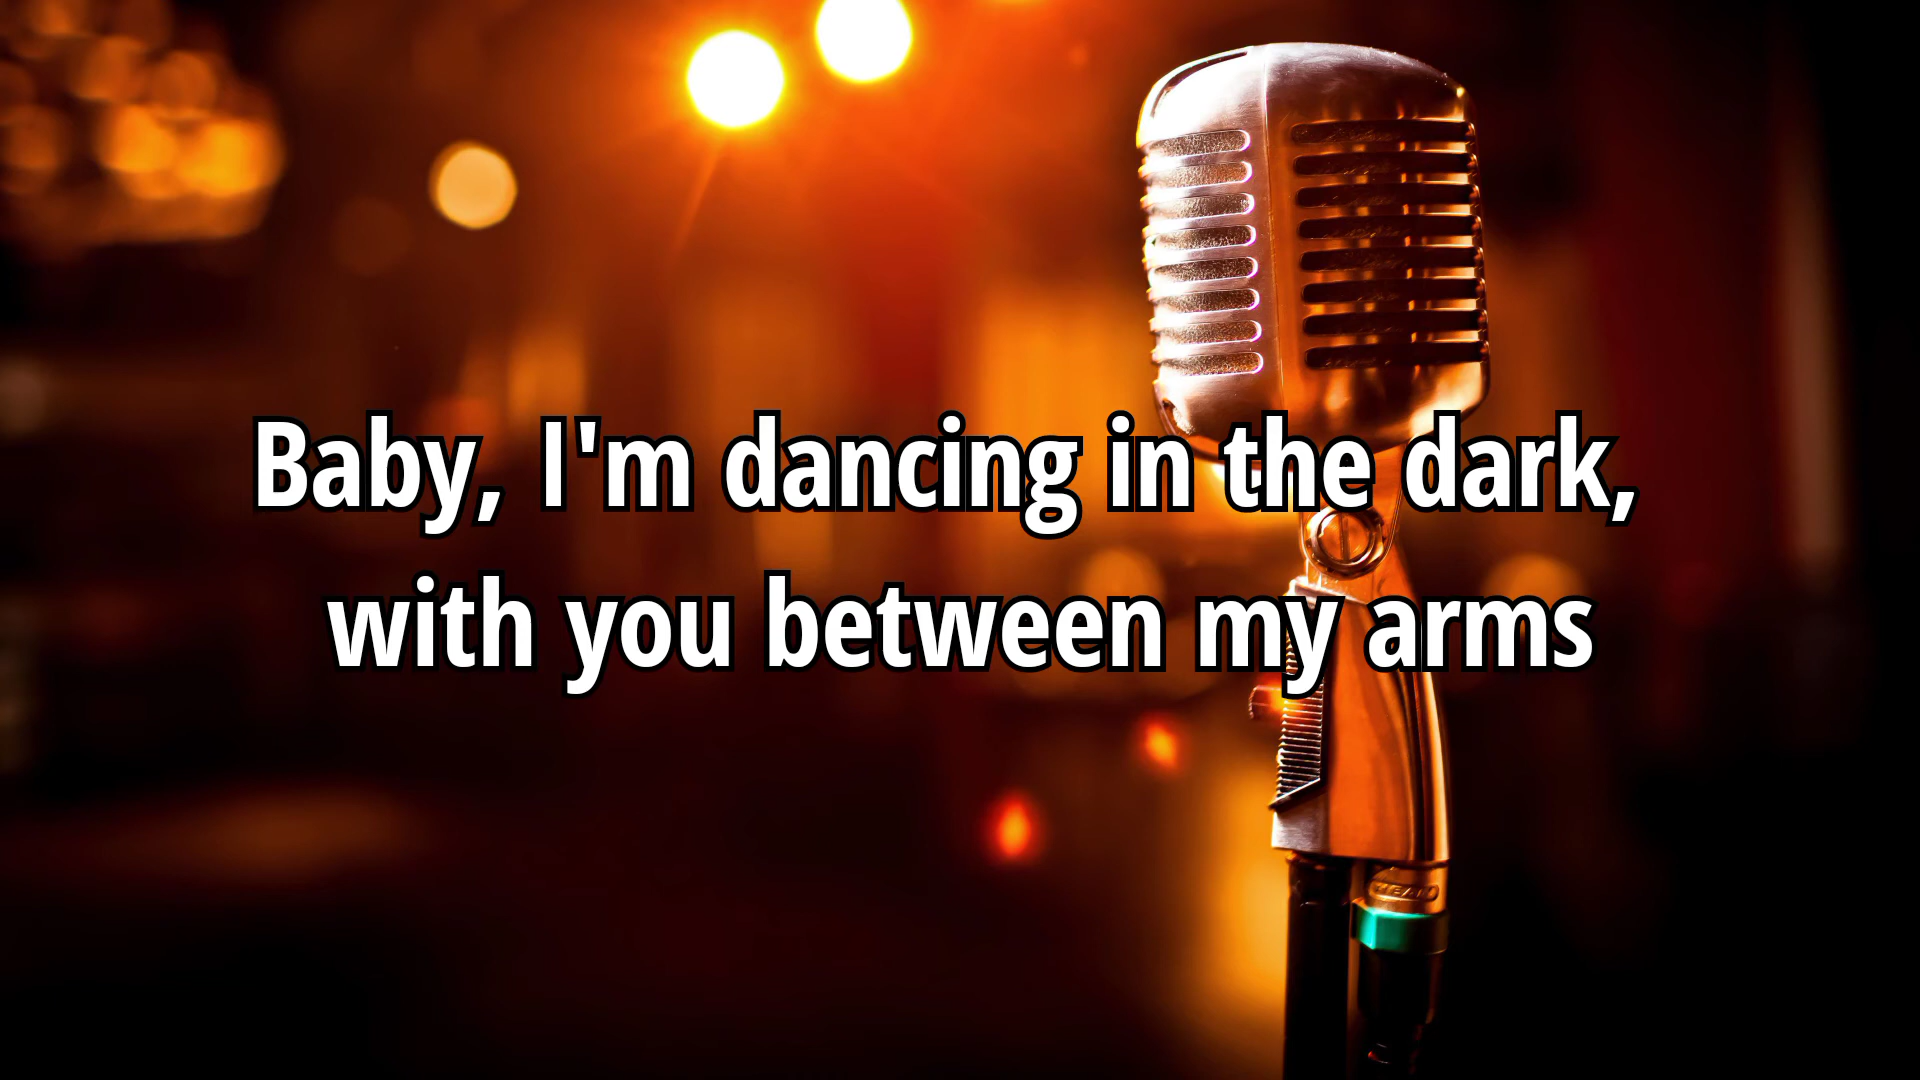 Baby, I'm dancing in the dark,
with you between my arms